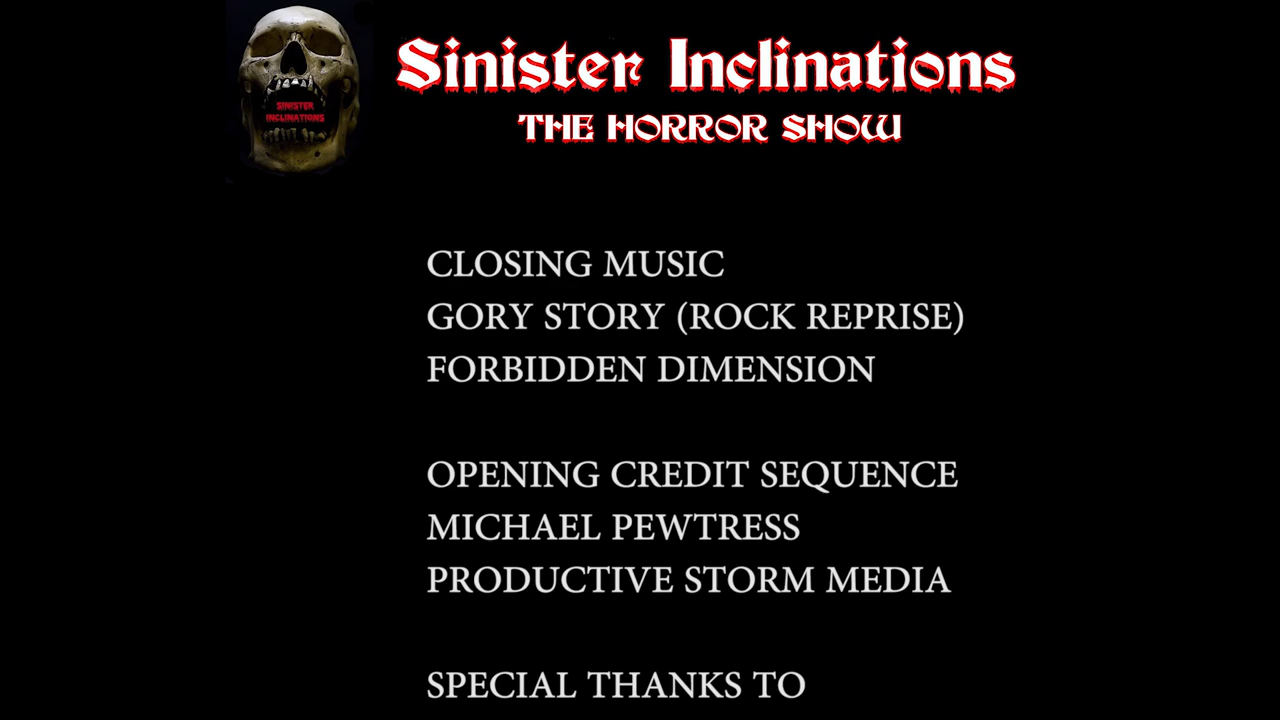 Sinister Inclinations
THE HORROR SHOW
SINISTER
INCLINATIONS
CLOSING MUSIC
GORY STORY (ROCK REPRISE)
FORBIDDEN DIMENSION
OPENING CREDIT SEQUENCE
MICHAEL PEWTRESS
PRODUCTIVE STORM MEDIA
SPECIAL THANKS TO